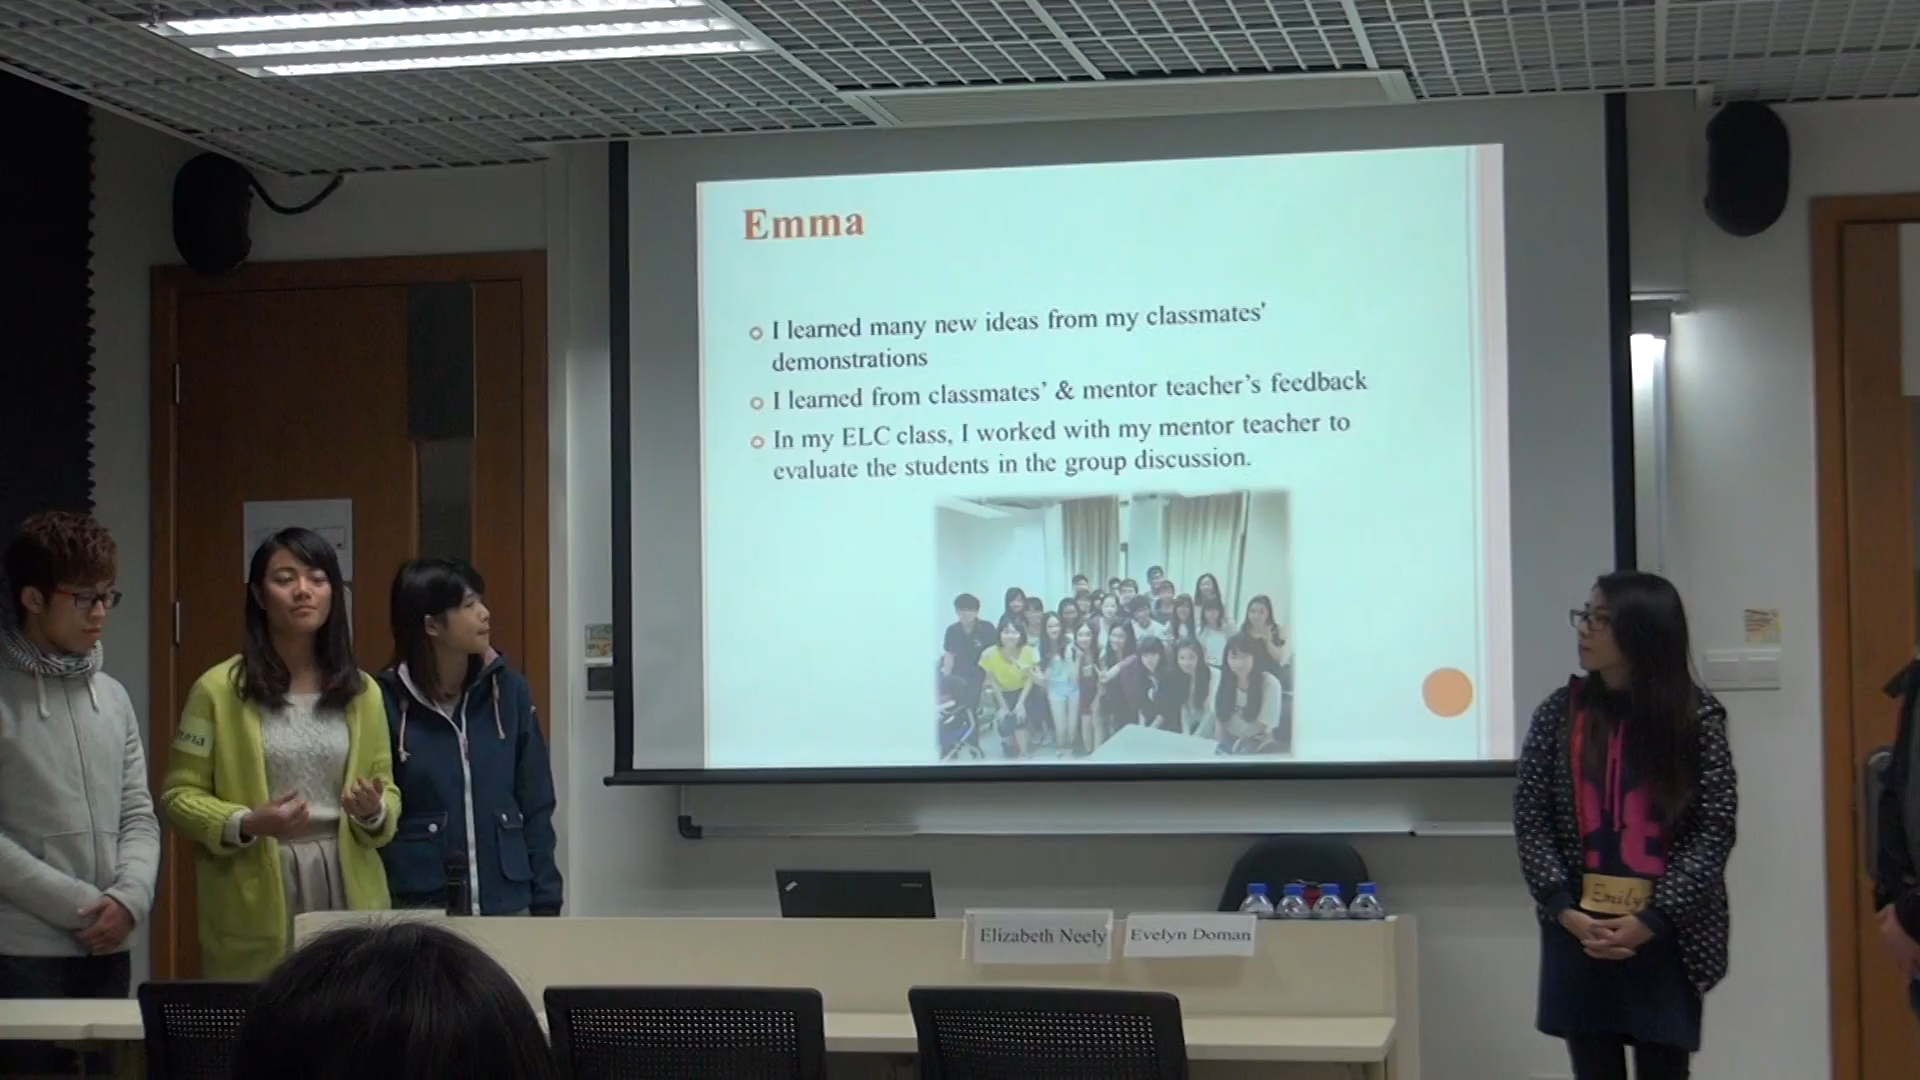 Emma
I learned many new ideas from my classmates'
demonstrations
I learned from classmates’ & mentor teacher’s feedback
In my ELC class, I worked with my mentor teacher to
evaluate the students in the group discussion.
Emily
Elizabeth Neely
Evelyn Doman